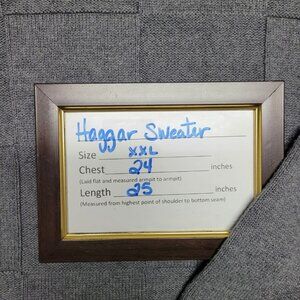 Haggar Sweater
Size XXL
Chest 24 inches
(Laid flat and measured armpit to armpit)
Length 25 inches
(Measured from highest point of shoulder to bottom seam)